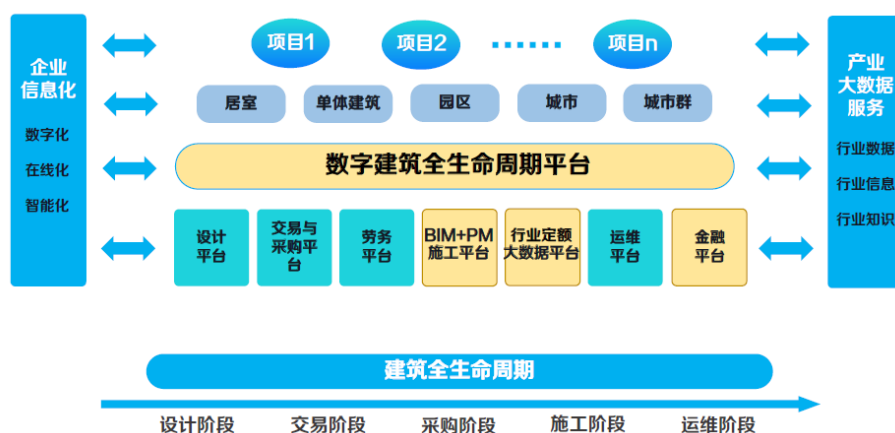 企业
信息化
数字化
在线化
智能化
项目1
项目2
······
项目n
居室
单体建筑
园区
城市
城市群
数字建筑全生命周期平台
设计
平台
交易与
采购平
台
劳务
平台
BIM+PM
施工平台
行业定额
大数据平台
运维
平台
金融
平台
产业
大数据
服务
行业数据
行业信息
行业知识
建筑全生命周期
设计阶段
交易阶段
采购阶段
施工阶段
运维阶段